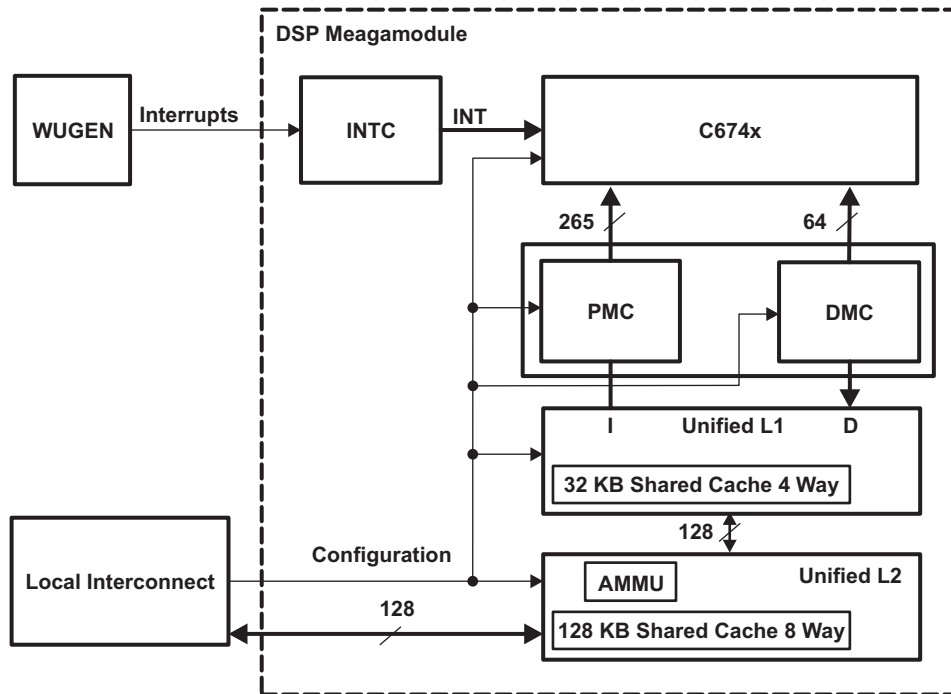 DSP Meagamodule
WUGEN
Interrupts
INTC
INT
C674x
265
64
PMC
DMC
I
Unified L1
D
32 KB Shared Cache 4 Way
128
Local Interconnect
Configuration
AMMU
Unified L2
128
128 KB Shared Cache 8 Way